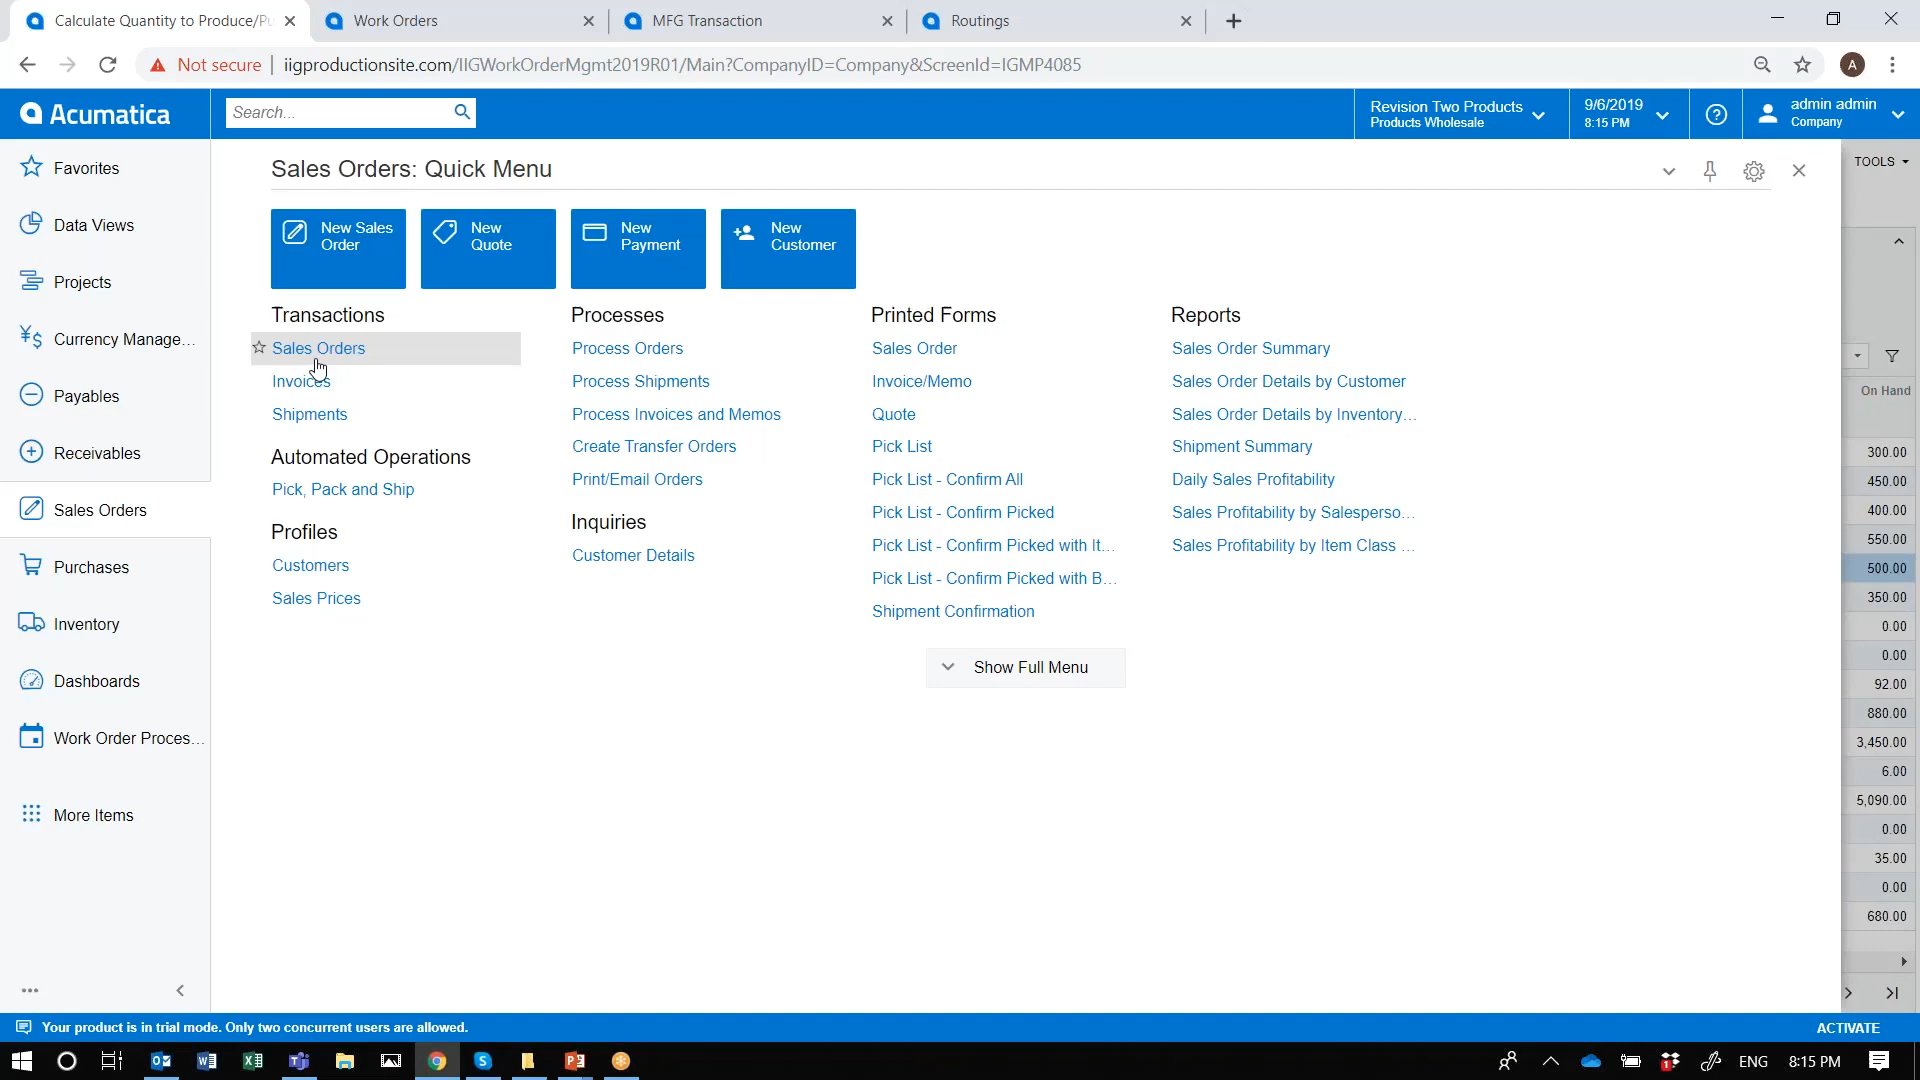 Calculate Quantity to Produce/Pu
Work Orders
MFG Transaction
Routings
Not secure
iigproductionsite.com/IIGWorkOrderMgmt2019R01/Main?CompanyID=Company&ScreenId=IGMP4085
A
Acumatica
Search...
Revision Two Products
Products Wholesale
9/6/2019
8:15 PM
admin admin
Company
Favorites
Data Views
Projects
Currency Manage...
Payables
Receivables
Sales Orders
Purchases
Inventory
Dashboards
Work Order Proces...
More Items
Sales Orders: Quick Menu
TOOLS
New Sales
Order
New
Quote
New
Payment
New
Customer
Transactions
Sales Orders
Invoices
Shipments
Automated Operations
Pick, Pack and Ship
Profiles
Customers
Sales Prices
Processes
Process Orders
Process Shipments
Process Invoices and Memos
Create Transfer Orders
Print/Email Orders
Inquiries
Customer Details
Printed Forms
Sales Order
Invoice/Memo
Quote
Pick List
Pick List - Confirm All
Pick List - Confirm Picked
Pick List - Confirm Picked with It...
Pick List - Confirm Picked with B...
Shipment Confirmation
Reports
Sales Order Summary
Sales Order Details by Customer
Sales Order Details by Inventory...
Shipment Summary
Daily Sales Profitability
Sales Profitability by Salesperso...
Sales Profitability by Item Class ...
Show Full Menu
On Hand
300.00
450.00
400.00
550.00
500.00
350.00
0.00
0.00
92.00
880.00
3,450.00
6.00
5,090.00
0.00
35.00
0.00
680.00
Your product is in trial mode. Only two concurrent users are allowed.
ACTIVATE
ENG
8:15 PM